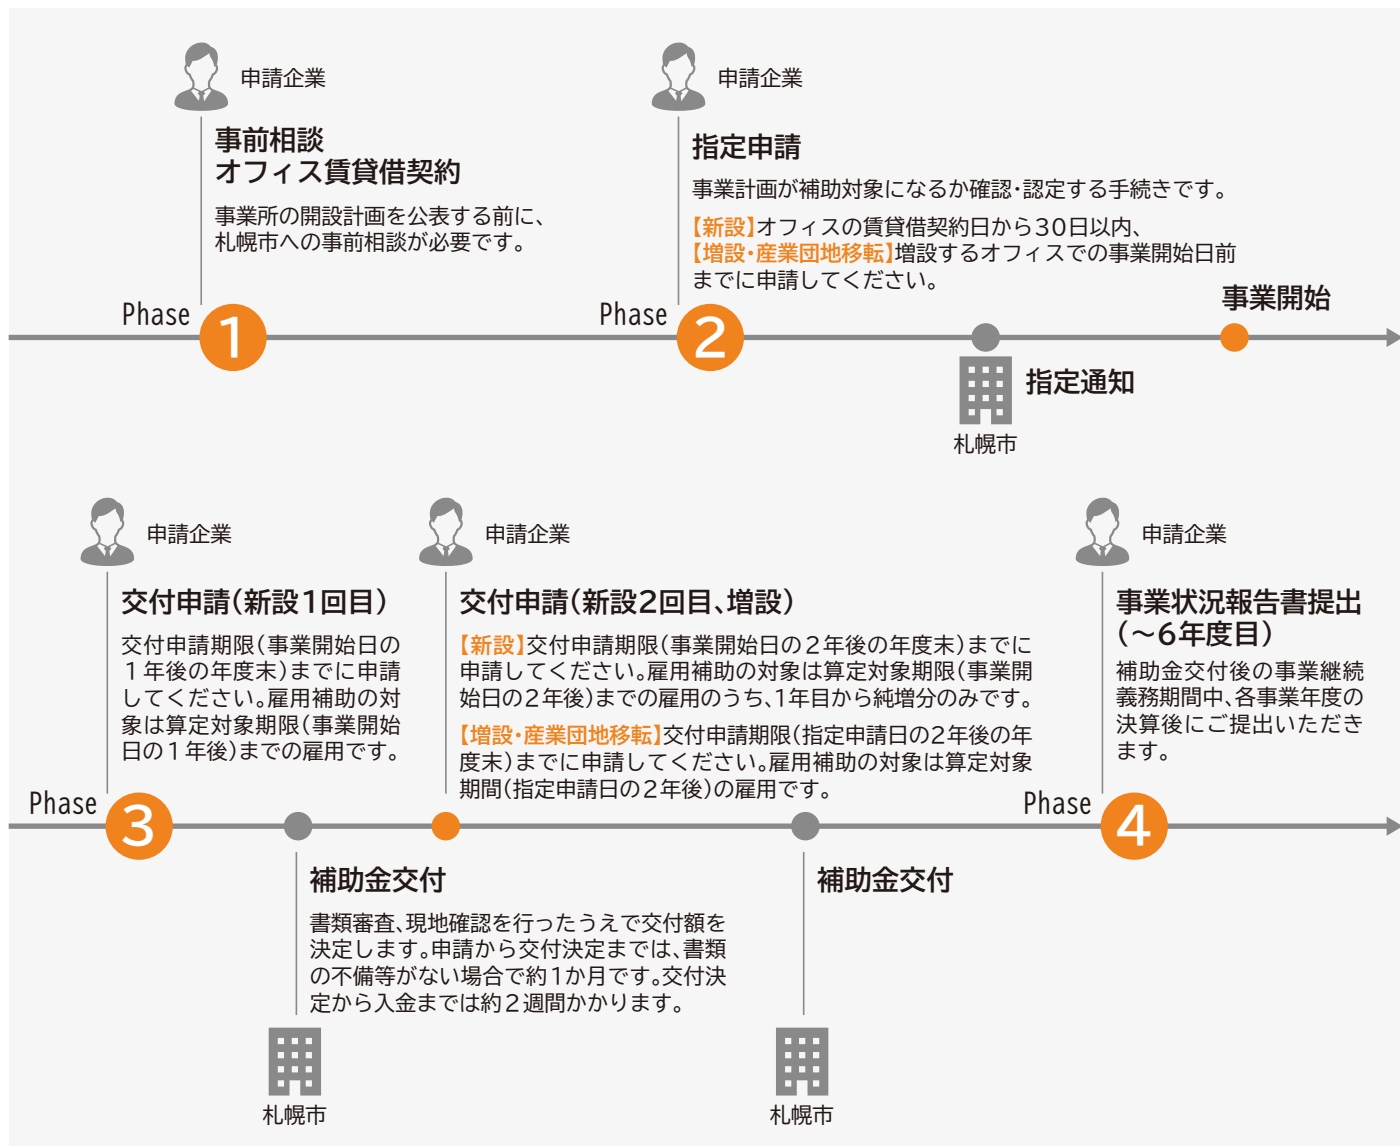 申請企業
事前相談
オフィス賃貸借契約
事業所の開設計画を公表する前に、
札幌市への事前相談が必要です。
Phase
1
申請企業
指定申請
事業計画が補助対象になるか確認・認定する手続きです。
【新設】オフィスの賃貸借契約日から30日以内、
【増設・産業団地移転】増設するオフィスでの事業開始日前
までに申請してください。
Phase
2
指定通知
札幌市
事業開始
申請企業
交付申請(新設1回目)
交付申請期限(事業開始日の
1年後の年度末)までに申請
してください。雇用補助の対
象は算定対象期限(事業開始
日の1年後)までの雇用です。
Phase
3
補助金交付
書類審査、現地確認を行ったうえで交付額を
決定します。申請から交付決定までは、書類
の不備等がない場合で約1か月です。交付決
定から入金までは約2週間かかります。
札幌市
申請企業
交付申請(新設2回目、増設)
【新設】交付申請期限(事業開始日の2年後の年度末)までに
申請してください。雇用補助の対象は算定対象期限(事業開
始日の2年後)までの雇用のうち、1年目から純増分のみです。
【増設・産業団地移転】交付申請期限(指定申請日の2年後の年
度末)までに申請してください。雇用補助の対象は算定対象
期間(指定申請日の2年後)の雇用です。
補助金交付
札幌市
申請企業
事業状況報告書提出
(~6年度目)
補助金交付後の事業継続
義務期間中、各事業年度の
決算後にご提出いただき
ます。
Phase
4